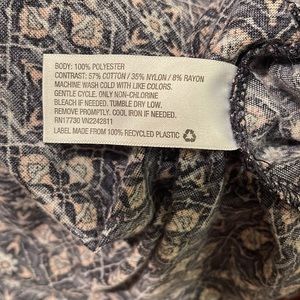 BODY: 100% POLYESTER
CONTRAST: 57% COTTON / 35% NYLON / 8% RAYON
MACHINE WASH COLD WITH LIKE COLORS.
GENTLE CYCLE. ONLY NON-CHLORINE
BLEACH IF NEEDED. TUMBLE DRY LOW.
REMOVE PROMPTLY. COOL IRON IF NEEDED.
RN17730 VN2242811
LABEL MADE FROM 100% RECYCLED PLASTIC